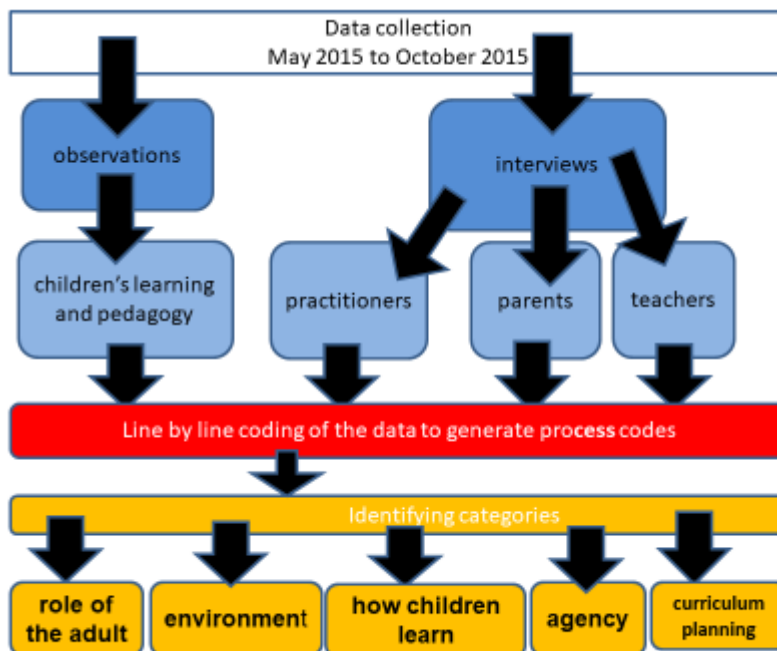 Data collection
May 2015 to October 2015
observations
interviews
children's learning
and pedagogy
practitioners
parents
teachers
Line by line coding of the data to generate process codes
Identifying categories
role of
the adult
environment
how children
learn
agency
curriculum
planning